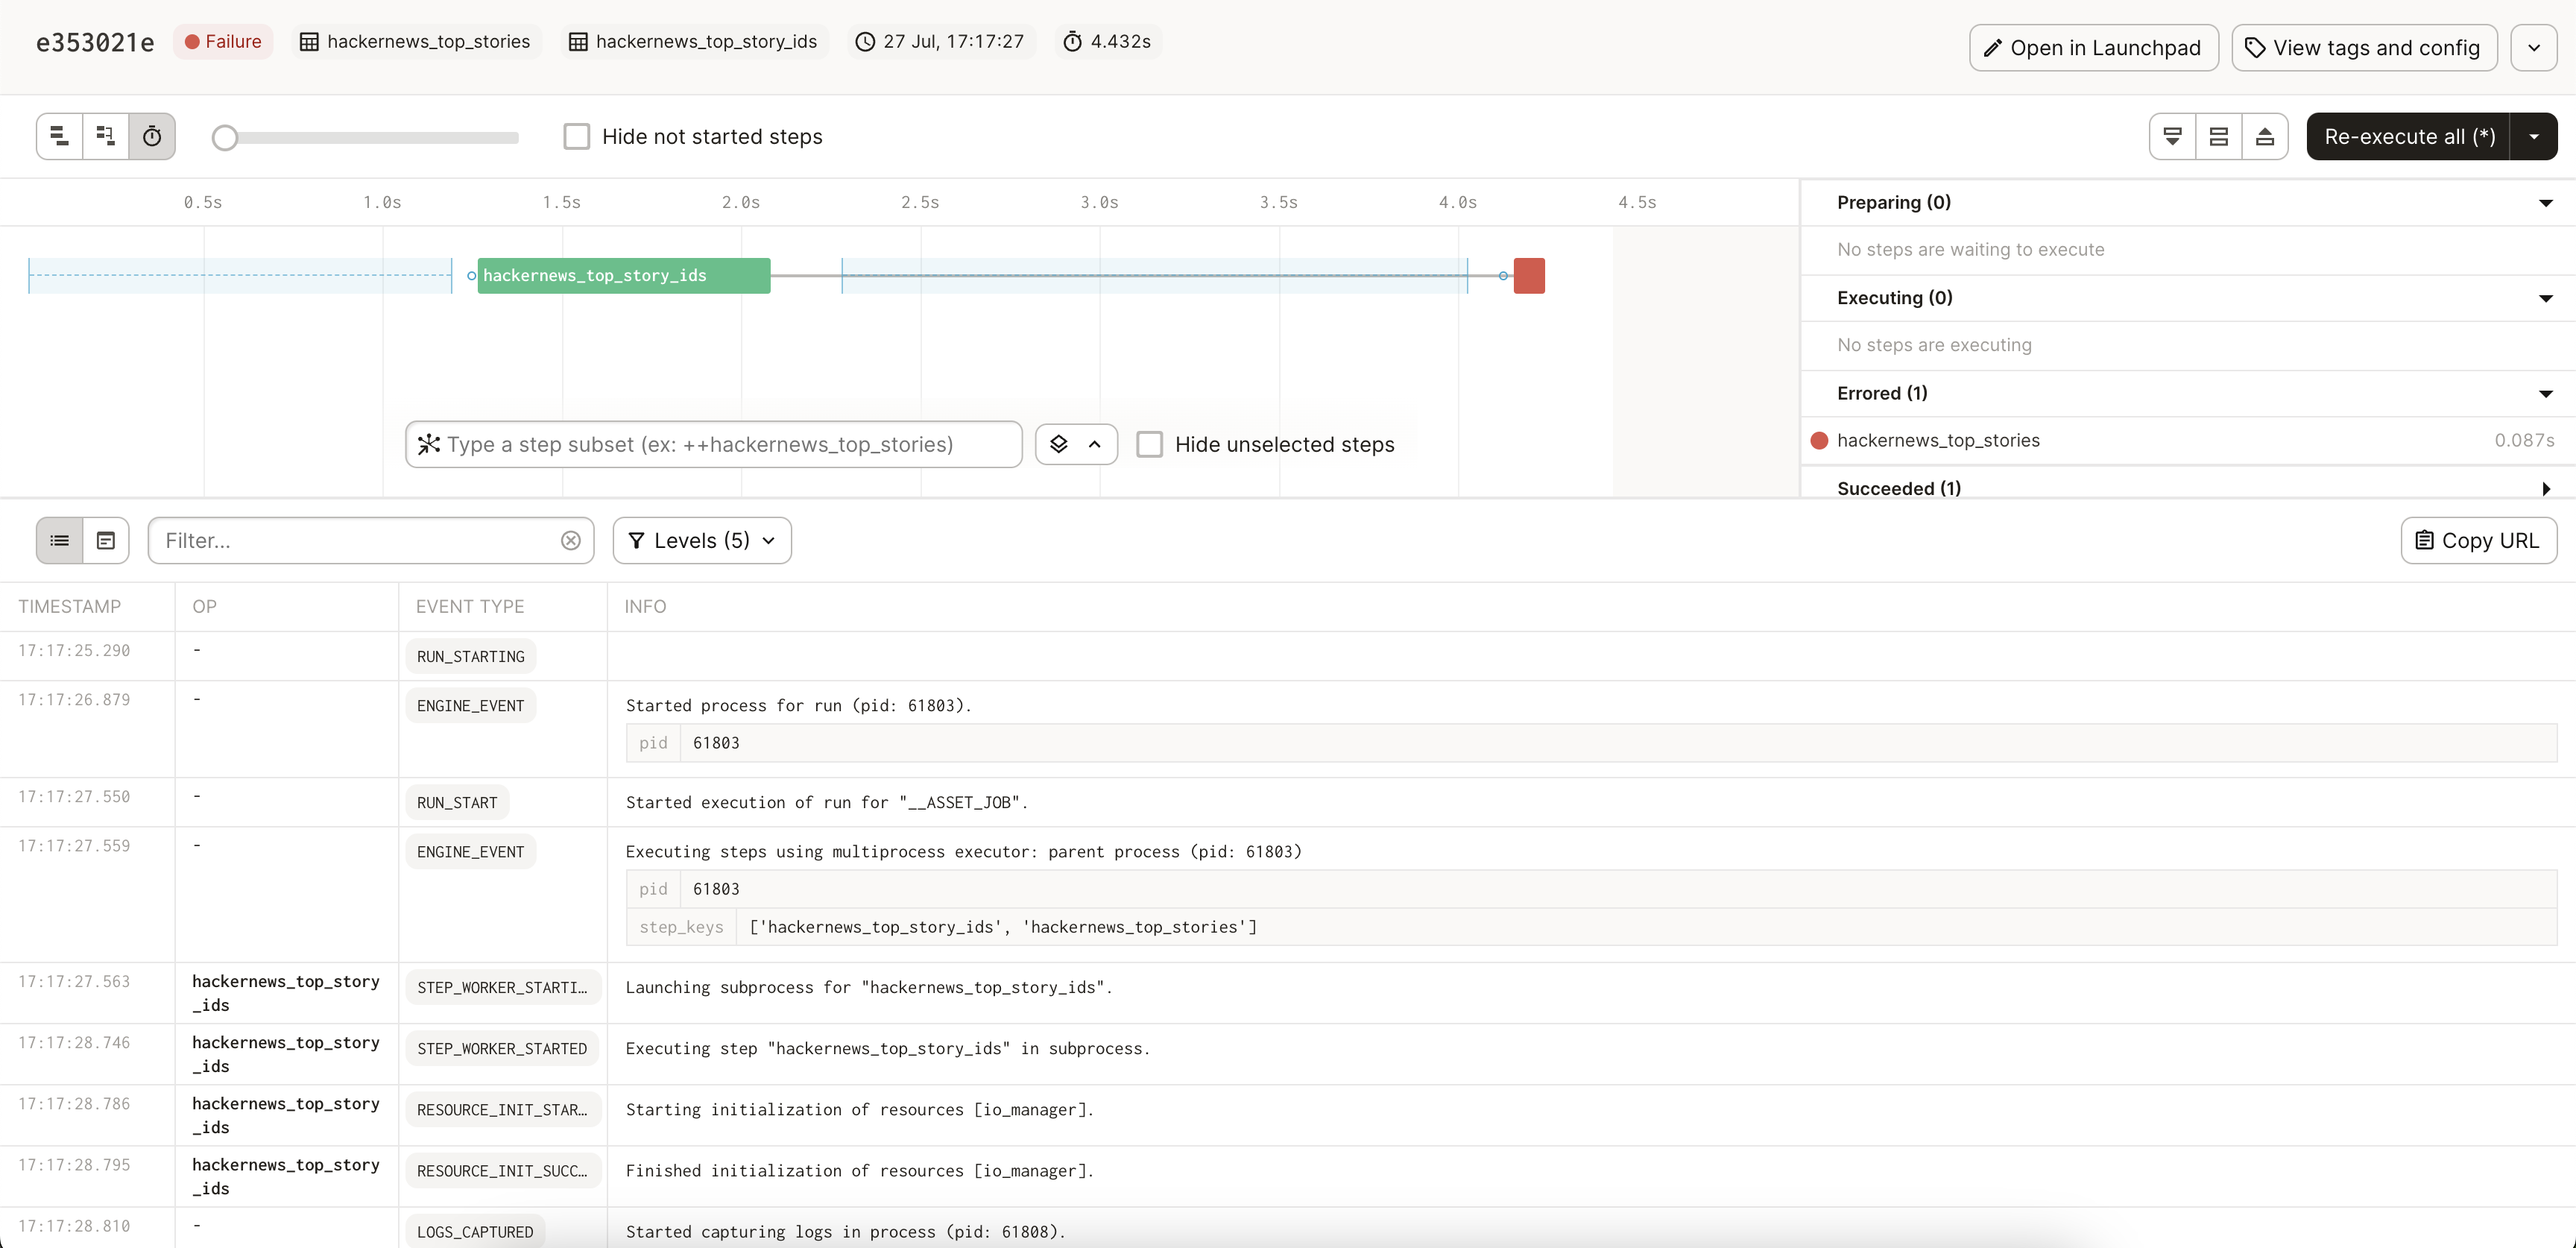 e353021e Failure hackernews_top_stories hackernews_top_story_ids 27 Jul, 17:17:27 4.432s Open in Launchpad View tags and config
Hide not started steps Re-execute all (*)
0.5s 1.0s 1.5s 2.0s 2.5s 3.0s 3.5s 4.0s 4.5s
hackernews_top_story_ids
Type a step subset (ex: ++hackernews_top_stories) Hide unselected steps
Preparing (0)
No steps are waiting to execute
Executing (0)
No steps are executing
Errored (1)
hackernews_top_stories 0.087s
Succeeded (1)
Filter... Levels (5) Copy URL
TIMESTAMP OP EVENT TYPE INFO
17:17:25.290 - RUN_STARTING
17:17:26.879 - ENGINE_EVENT Started process for run (pid: 61803).
pid 61803
17:17:27.550 - RUN_START Started execution of run for "__ASSET_JOB".
17:17:27.559 - ENGINE_EVENT Executing steps using multiprocess executor: parent process (pid: 61803)
pid 61803
step_keys ['hackernews_top_story_ids', 'hackernews_top_stories']
17:17:27.563 hackernews_top_story STEP_WORKER_STARTI… Launching subprocess for "hackernews_top_story_ids".
_ids
17:17:28.746 hackernews_top_story STEP_WORKER_STARTED Executing step "hackernews_top_story_ids" in subprocess.
_ids
17:17:28.786 hackernews_top_story RESOURCE_INIT_STAR… Starting initialization of resources [io_manager].
_ids
17:17:28.795 hackernews_top_story RESOURCE_INIT_SUCC… Finished initialization of resources [io_manager].
_ids
17:17:28.810 - LOGS_CAPTURED Started capturing logs in process (pid: 61808).